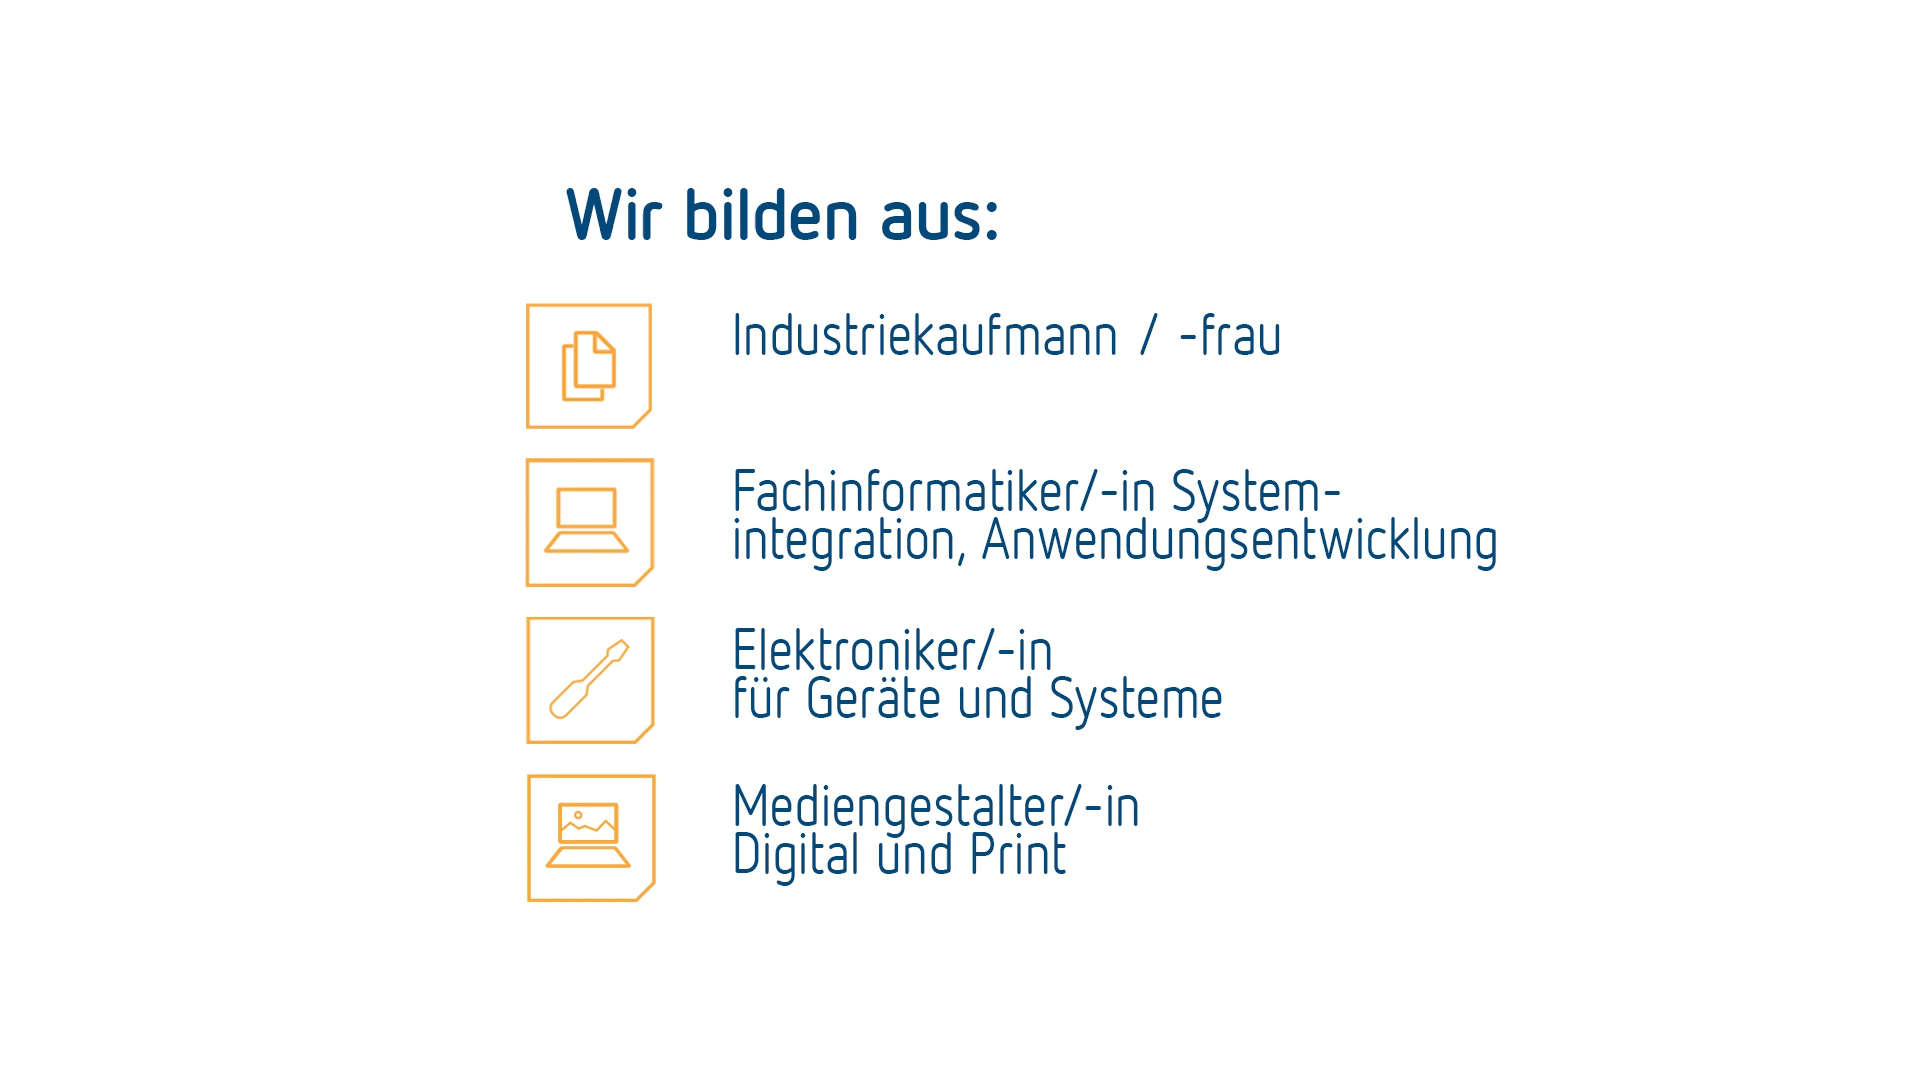 Wir bilden aus:
Industriekaufmann / -frau
Fachinformatiker/-in System-
integration, Anwendungsentwicklung
Elektroniker/-in
für Geräte und Systeme
Mediengestalter/-in
Digital und Print